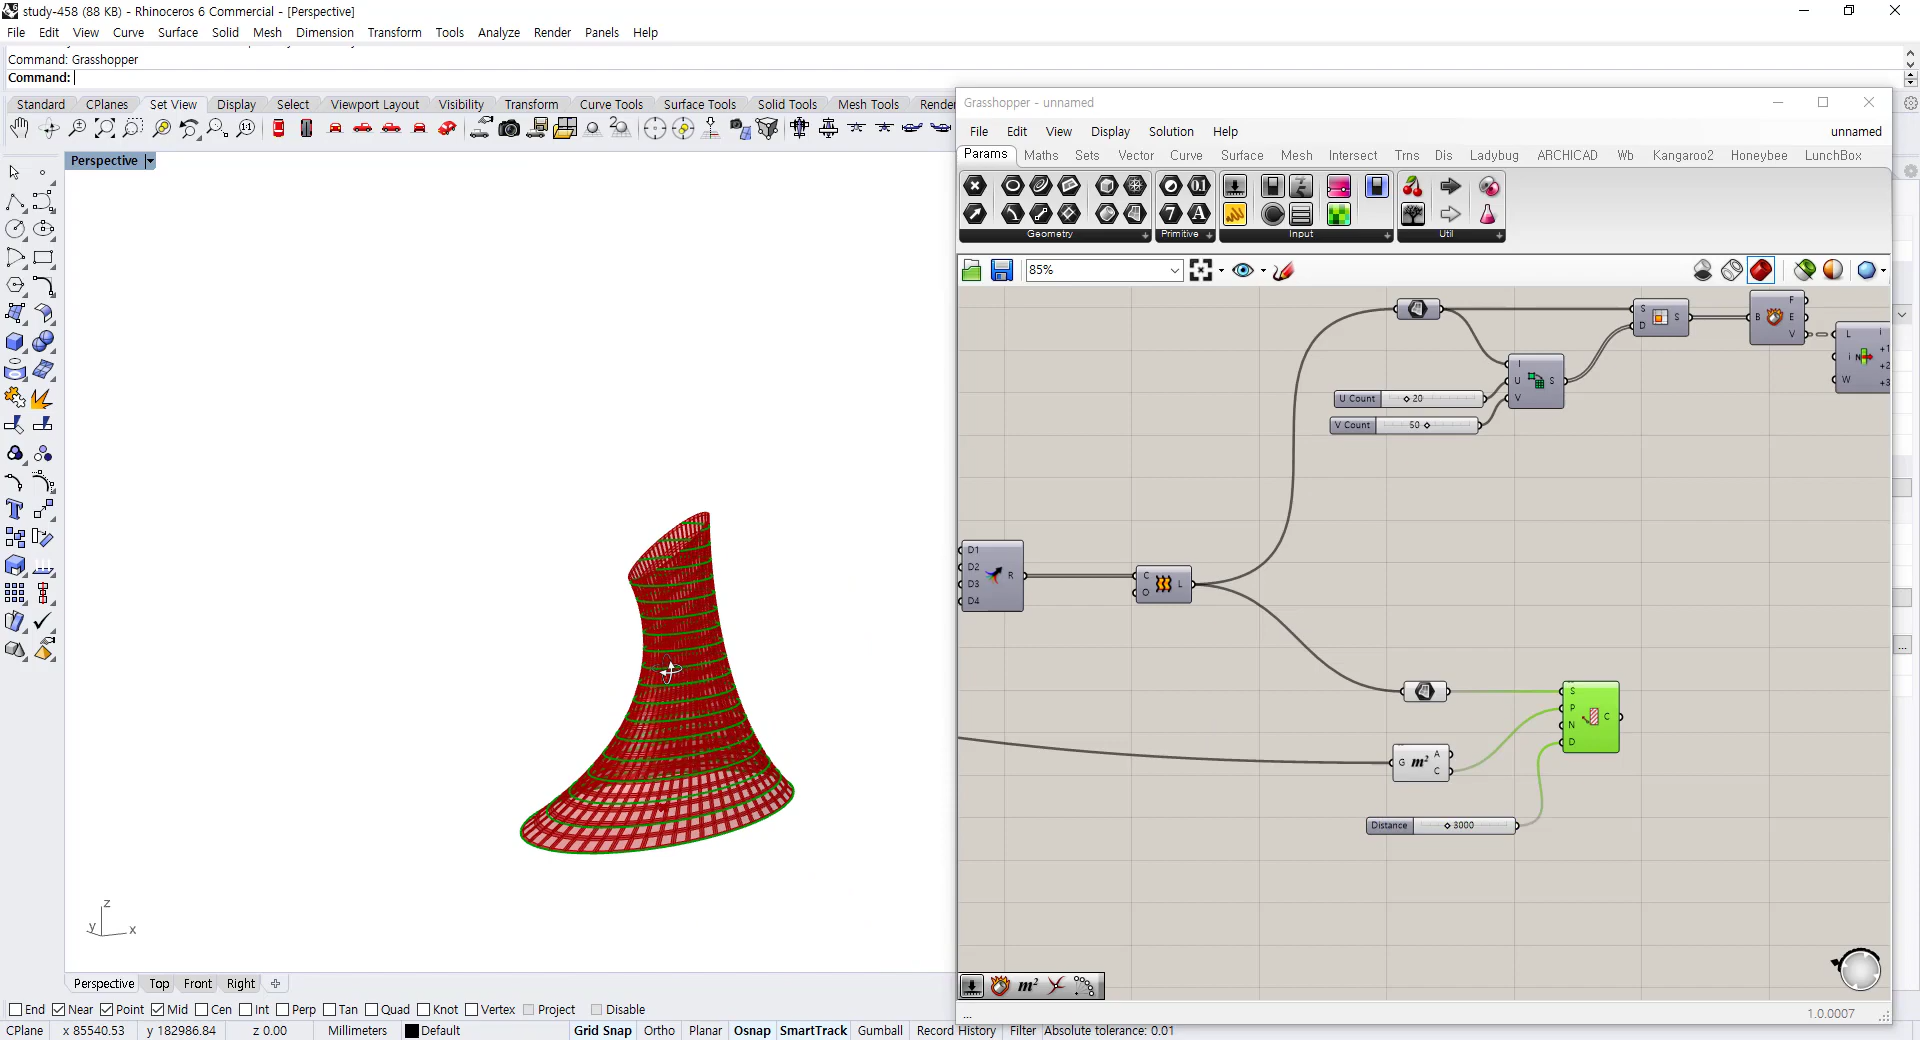 study-458 (88 KB) - Rhinoceros 6 Commercial - [Perspective]
File Edit View Curve Surface Solid Mesh Dimension Transform Tools Analyze Render Panels Help
Command: Grasshopper
Command:
Standard CPlanes Set View Display Select Viewport Layout Visibility Transform Curve Tools Surface Tools Solid Tools Mesh Tools Render
Perspective
Grasshopper - unnamed
File Edit View Display Solution Help unnamed
Params Maths Sets Vector Curve Surface Mesh Intersect Trns Dis Ladybug ARCHICAD Wb Kangaroo2 Honeybee LunchBox
Geometry Primitive Input Util
85%
S D S
B F E V
L i W i +1 +2 +3
I U V S
U Count 20
V Count 50
D1 D2 D3 D4 R
C O L
S P N D C
G m² A C
Distance 3000
z
y x
m²
... 1.0.0007
Perspective Top Front Right
End Near Point Mid Cen Int Perp Tan Quad Knot Vertex Project Disable
CPlane x 85540.53 y 182986.84 z 0.00 Millimeters Default Grid Snap Ortho Planar Osnap SmartTrack Gumball Record History Filter Absolute tolerance: 0.01